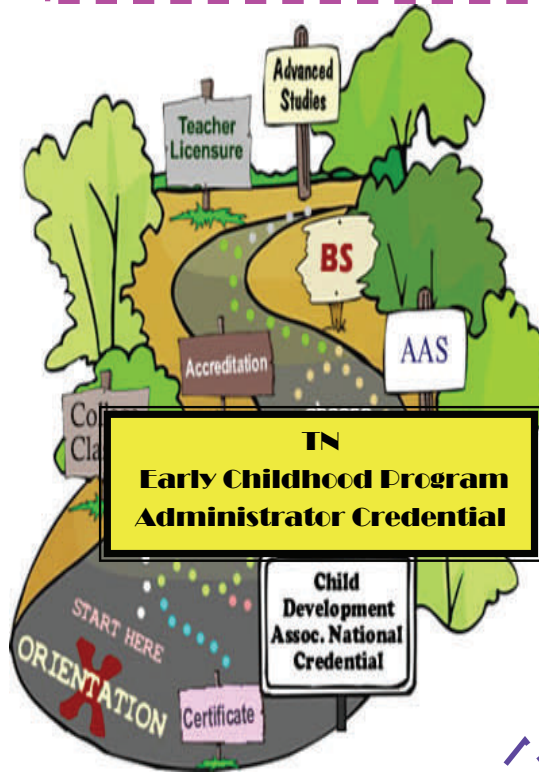 Advanced
Studies
Teacher
Licensure
BS
AAS
Accreditation
TN
Early Childhood Program
Administrator Credential
Child
Development
Assoc. National
Credential
START HERE
ORIENTATION
Certificate